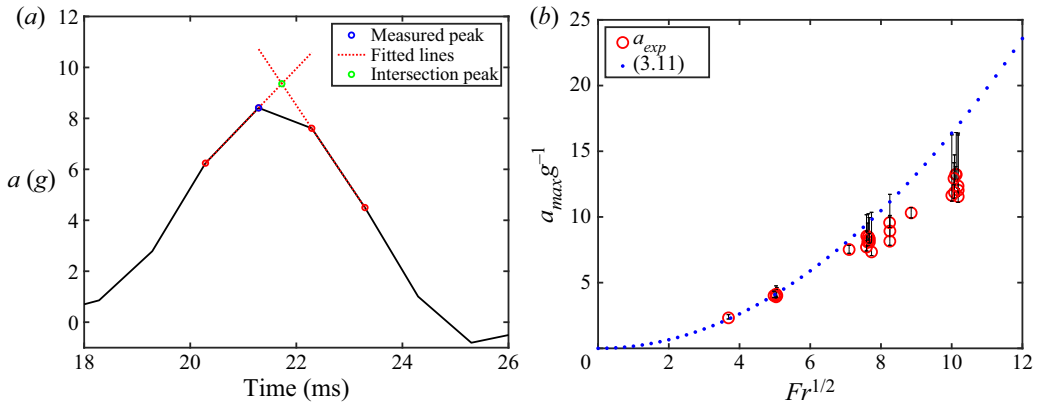 (a)
12
10
8
6
4
2
0
a (g)
18
20
22
24
26
Time (ms)
Measured peak
Fitted lines
Intersection peak
(b)
25
20
15
10
5
0
a_max g^−1
0
2
4
6
8
10
12
Fr^1/2
a_exp
(3.11)